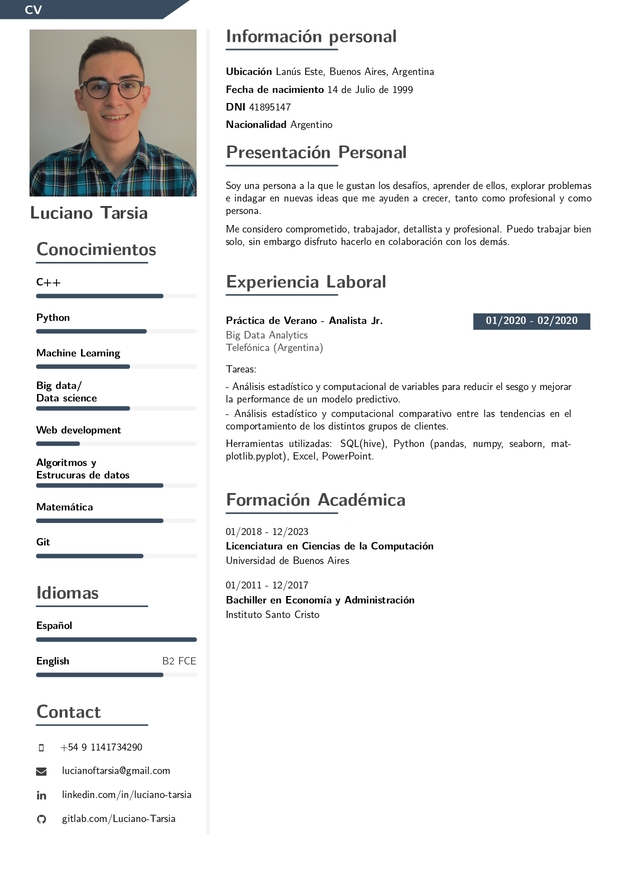 CV
Luciano Tarsia
Conocimientos
C++
Python
Machine Learning
Big data/
Data science
Web development
Algoritmos y
Estrucuras de datos
Matemática
Git
Idiomas
Español
English B2 FCE
Contact
+54 9 1141734290
lucianoftarsia@gmail.com
linkedin.com/in/luciano-tarsia
gitlab.com/Luciano-Tarsia
Información personal
Ubicación Lanús Este, Buenos Aires, Argentina
Fecha de nacimiento 14 de Julio de 1999
DNI 41895147
Nacionalidad Argentino
Presentación Personal
Soy una persona a la que le gustan los desafíos, aprender de ellos, explorar problemas
e indagar en nuevas ideas que me ayuden a crecer, tanto como profesional y como
persona.
Me considero comprometido, trabajador, detallista y profesional. Puedo trabajar bien
solo, sin embargo disfruto hacerlo en colaboración con los demás.
Experiencia Laboral
Práctica de Verano - Analista Jr. 01/2020 - 02/2020
Big Data Analytics
Telefónica (Argentina)
Tareas:
- Análisis estadístico y computacional de variables para reducir el sesgo y mejorar
la performance de un modelo predictivo.
- Análisis estadístico y computacional comparativo entre las tendencias en el
comportamiento de los distintos grupos de clientes.
Herramientas utilizadas: SQL(hive), Python (pandas, numpy, seaborn, mat-
plotlib.pyplot), Excel, PowerPoint.
Formación Académica
01/2018 - 12/2023
Licenciatura en Ciencias de la Computación
Universidad de Buenos Aires
01/2011 - 12/2017
Bachiller en Economía y Administración
Instituto Santo Cristo